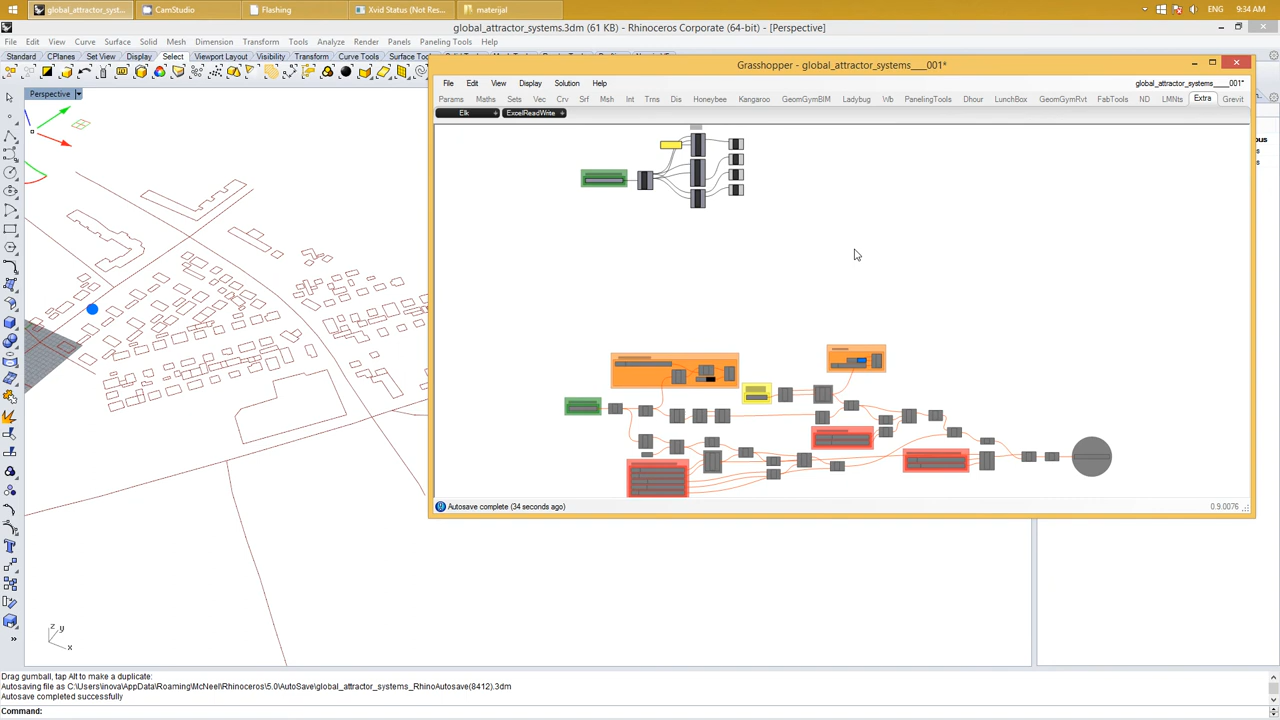 global_attractor_syst...
CamStudio
Flashing
Xvid Status (Not Res...
materijal
ENG
9:34 AM
global_attractor_systems.3dm (61 KB) - Rhinoceros Corporate (64-bit) - [Perspective]
File Edit View Curve Surface Solid Mesh Dimension Transform Tools Analyze Render Panels Paneling Tools Help
Standard CPlanes Set View Display Select Viewport Layout Visibility Transform Curve Tools Surface Tools
Perspective
Grasshopper - global_attractor_systems___001*
File Edit View Display Solution Help
global_attractor_systems___001*
Params Maths Sets Vec Crv Srf Msh Int Trns Dis Honeybee Kangaroo GeomGymBIM Ladybug Wb PanelingTools Dhour LunchBox GeomGymRvt FabTools ND LMNts Extra Grevit
Elk
ExcelReadWrite
Autosave complete (34 seconds ago)
0.9.0076
z y
x
Drag gumball, tap Alt to make a duplicate:
Autosaving file as C:\Users\inova\AppData\Roaming\McNeel\Rhinoceros\5.0\AutoSave\global_attractor_systems_RhinoAutosave(8412).3dm
Autosave completed successfully
Command: